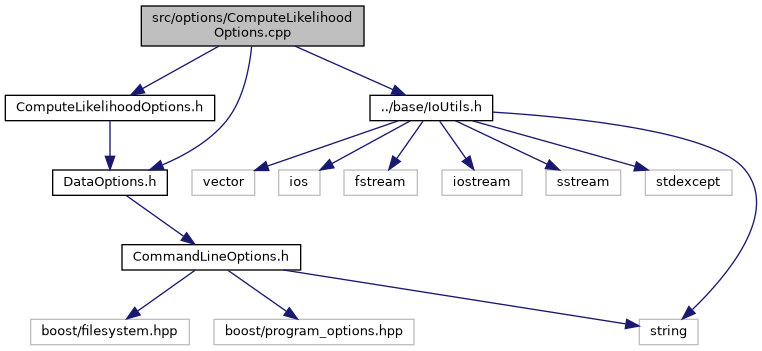 src/options/ComputeLikelihood
Options.cpp
ComputeLikelihoodOptions.h
../base/IoUtils.h
DataOptions.h
vector
ios
fstream
iostream
sstream
stdexcept
CommandLineOptions.h
boost/filesystem.hpp
boost/program_options.hpp
string